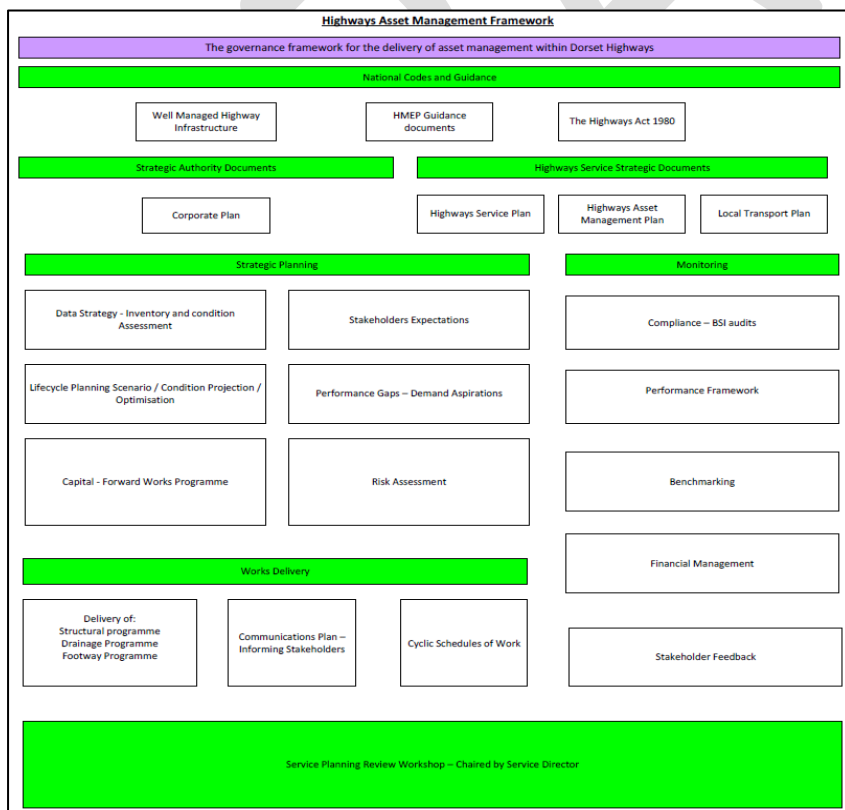 Highways Asset Management Framework
The governance framework for the delivery of asset management within Dorset Highways
National Codes and Guidance
Well Managed Highway
Infrastructure
HMEP Guidance
documents
The Highways Act 1980
Strategic Authority Documents
Highways Service Strategic Documents
Corporate Plan
Highways Service Plan
Highways Asset
Management Plan
Local Transport Plan
Strategic Planning
Monitoring
Data Strategy - Inventory and condition
Assessment
Stakeholders Expectations
Compliance – BSI audits
Lifecycle Planning Scenario / Condition Projection /
Optimisation
Performance Gaps – Demand Aspirations
Performance Framework
Capital - Forward Works Programme
Risk Assessment
Benchmarking
Financial Management
Works Delivery
Delivery of:
Structural programme
Drainage Programme
Footway Programme
Communications Plan –
Informing Stakeholders
Cyclic Schedules of Work
Stakeholder Feedback
Service Planning Review Workshop – Chaired by Service Director